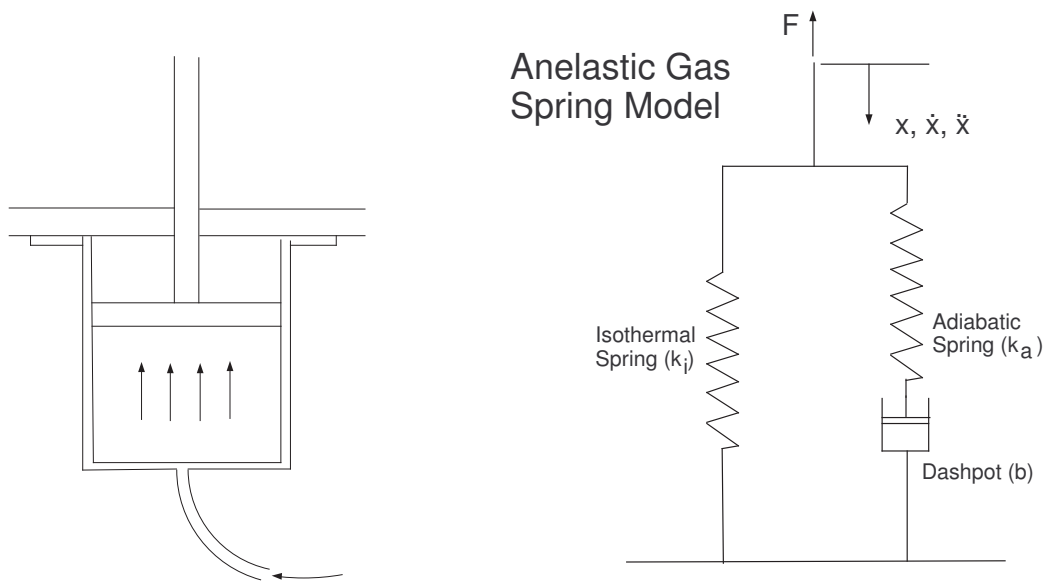 F
Anelastic Gas
Spring Model
x, ẋ, ẍ
Isothermal
Spring (ki)
Adiabatic
Spring (ka)
Dashpot (b)